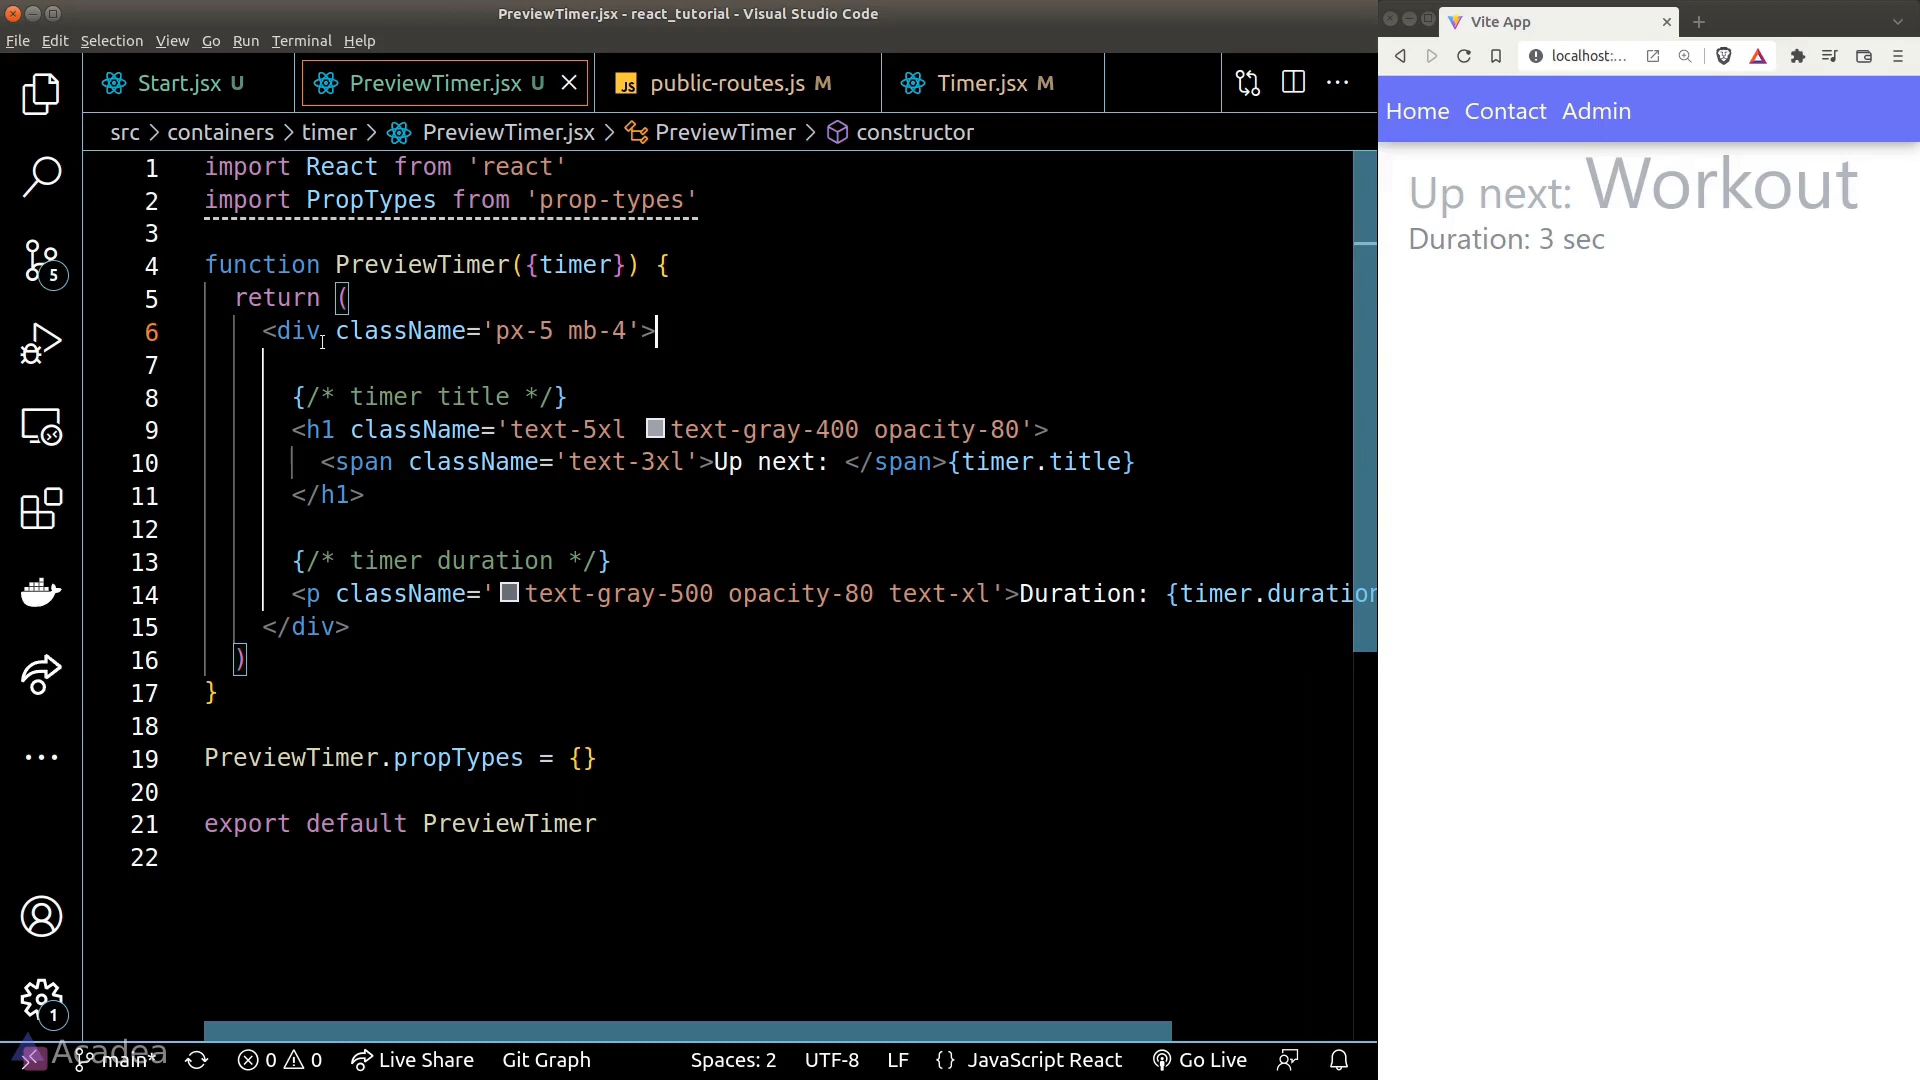 PreviewTimer.jsx - react_tutorial - Visual Studio Code
File Edit Selection View Go Run Terminal Help
Start.jsx U PreviewTimer.jsx U public-routes.js M Timer.jsx M
src > containers > timer > PreviewTimer.jsx > PreviewTimer > constructor
1 import React from 'react'
2 import PropTypes from 'prop-types'
3
4 function PreviewTimer({timer}) {
5 return (
6 <div className='px-5 mb-4'>
7
8 {/* timer title */}
9 <h1 className='text-5xl text-gray-400 opacity-80'>
10 <span className='text-3xl'>Up next: </span>{timer.title}
11 </h1>
12
13 {/* timer duration */}
14 <p className='text-gray-500 opacity-80 text-xl'>Duration: {timer.duration
15 </div>
16 )
17 }
18
19 PreviewTimer.propTypes = {}
20
21 export default PreviewTimer
22
5
1
JS
main* 0 0 Live Share Git Graph Spaces: 2 UTF-8 LF {} JavaScript React Go Live
Acadea
Vite App
localhost:...
Home Contact Admin
Up next: Workout
Duration: 3 sec